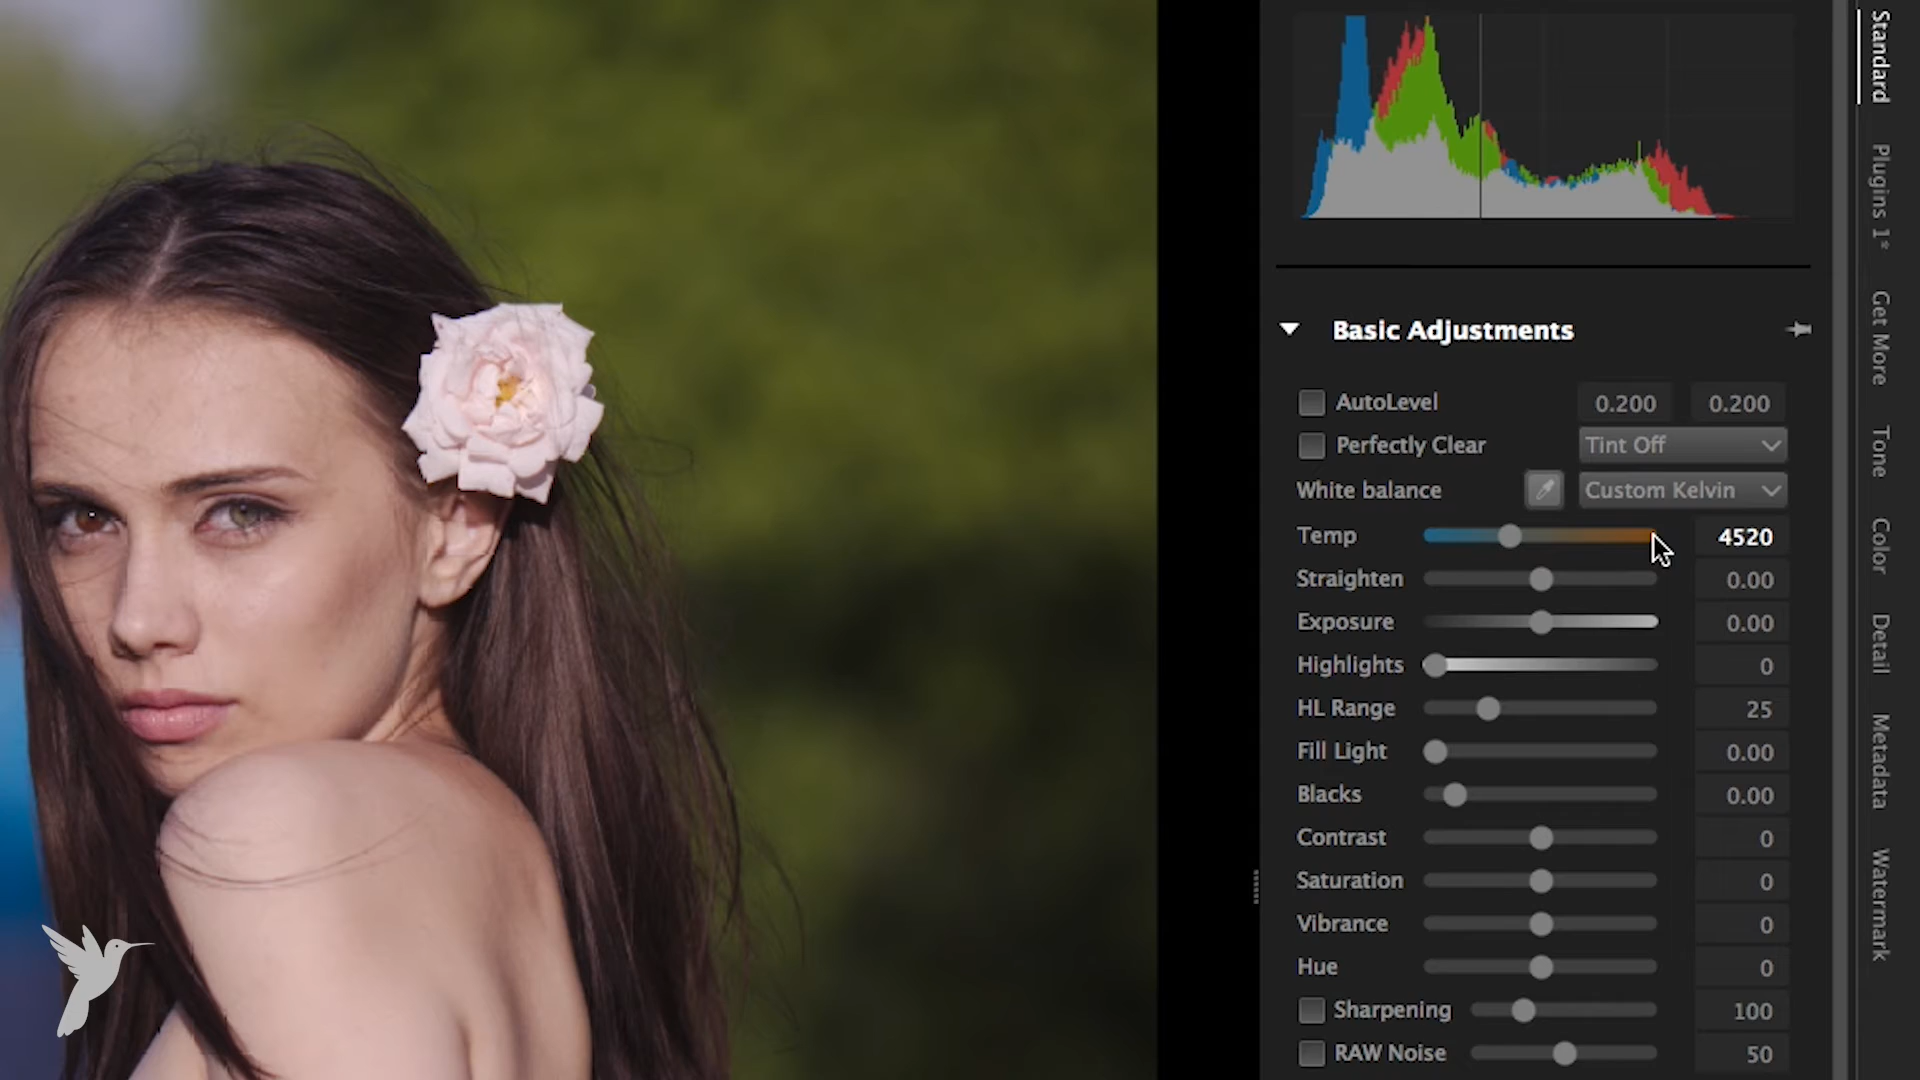 Basic Adjustments
AutoLevel 0.200 0.200
Perfectly Clear Tint Off
White balance Custom Kelvin
Temp 4520
Straighten 0.00
Exposure 0.00
Highlights 0
HL Range 25
Fill Light 0.00
Blacks 0.00
Contrast 0
Saturation 0
Vibrance 0
Hue 0
Sharpening 100
RAW Noise 50
Standard
Plugins 1*
Get More
Tone
Color
Detail
Metadata
Watermark